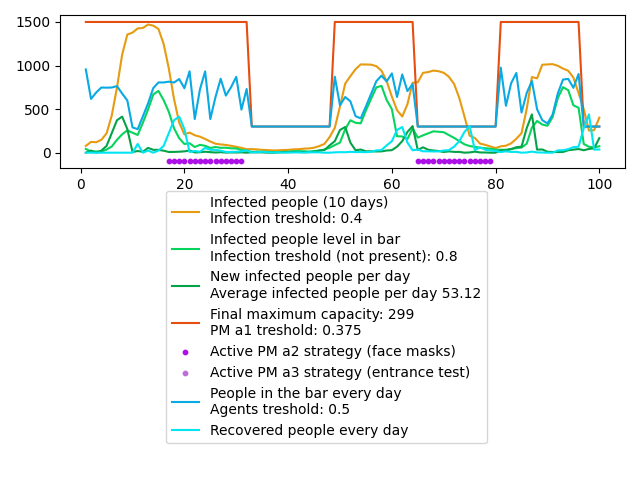 1500
1000
500
0
0 20 40 60 80 100
Infected people (10 days)
Infection treshold: 0.4
Infected people level in bar
Infection treshold (not present): 0.8
New infected people per day
Average infected people per day 53.12
Final maximum capacity: 299
PM a1 treshold: 0.375
Active PM a2 strategy (face masks)
Active PM a3 strategy (entrance test)
People in the bar every day
Agents treshold: 0.5
Recovered people every day